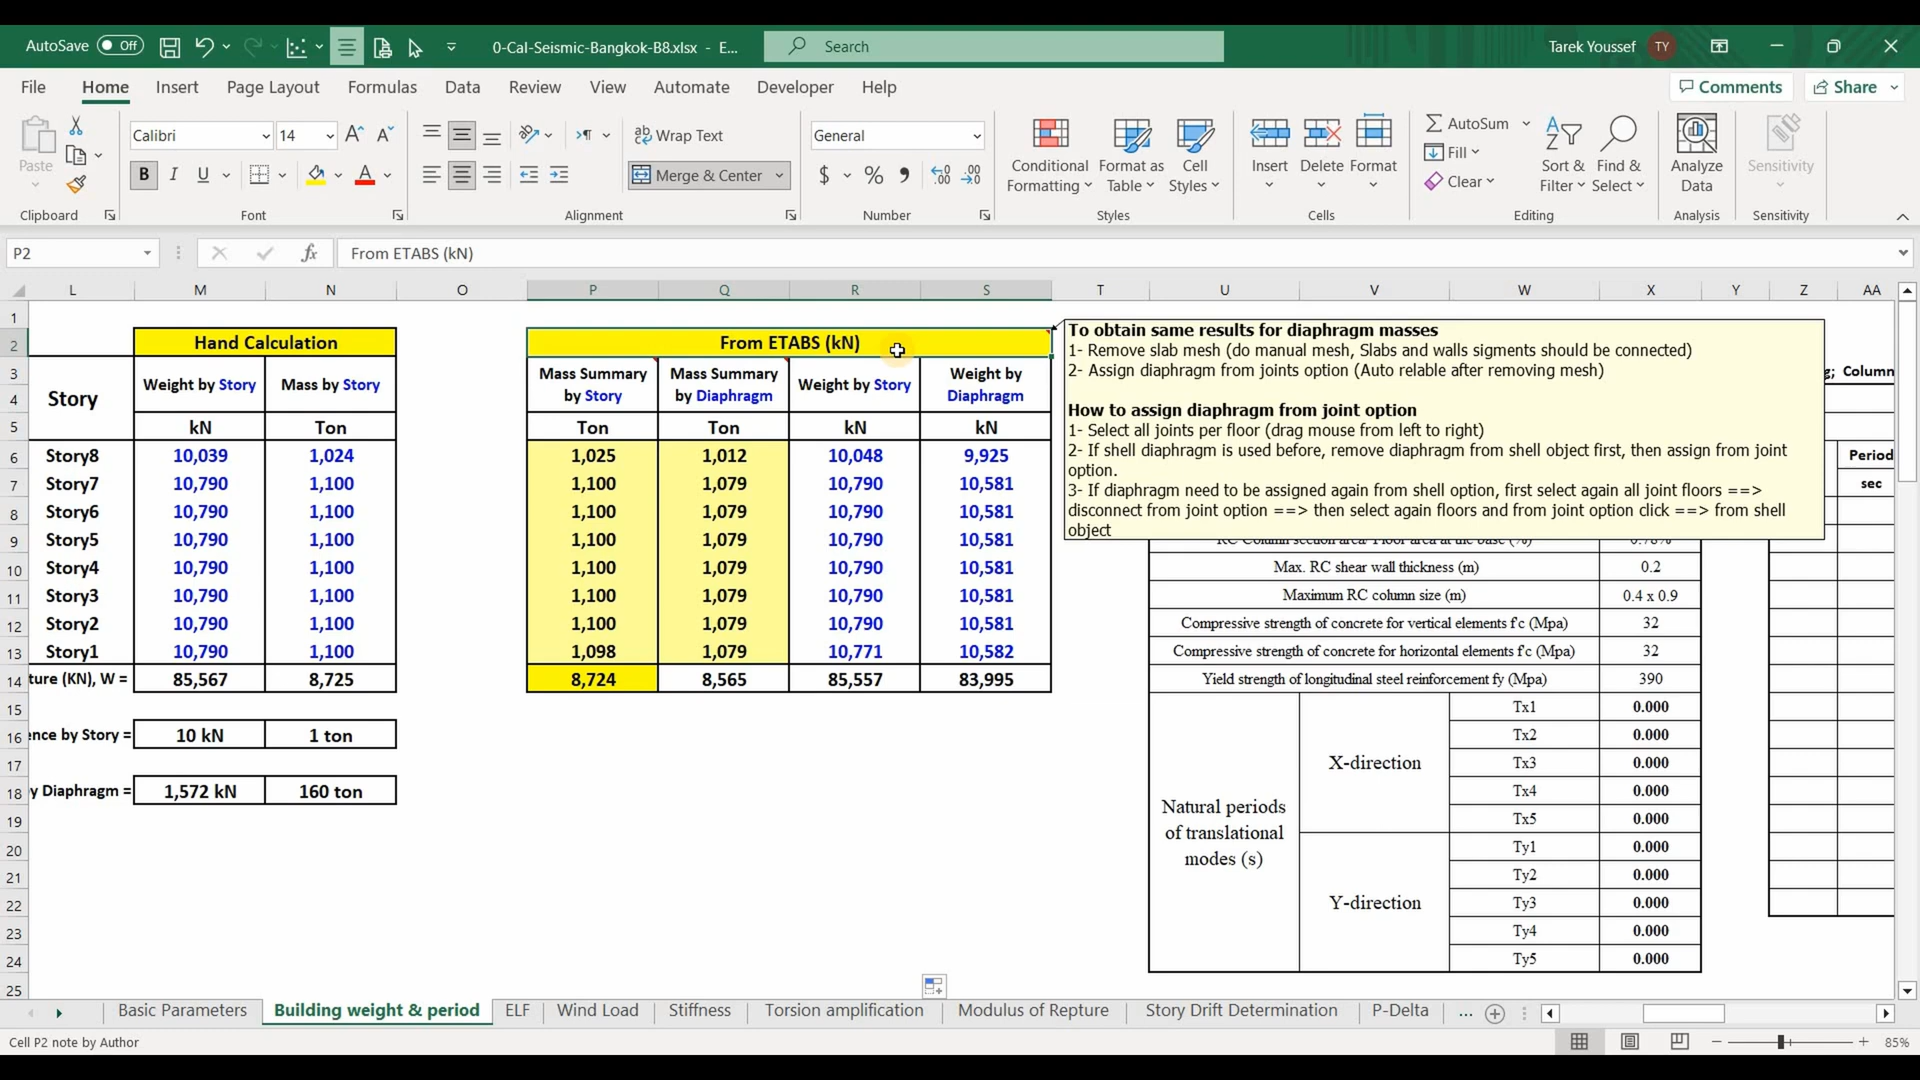 AutoSave Off 0-Cal-Seismic-Bangkok-B8.xlsx - E... Search Tarek Youssef TY
File Home Insert Page Layout Formulas Data Review View Automate Developer Help Comments Share
Paste
Clipboard
Calibri 14
B I U
Font
ab Wrap Text
Merge & Center
Alignment
General
$ % 9
Number
Conditional Formatting
Format as Table
Cell Styles
Styles
Insert Delete Format
Cells
AutoSum
Fill
Clear
Sort & Filter
Find & Select
Editing
Analyze Data
Analysis
Sensitivity
Sensitivity
P2 fx From ETABS (kN)
L M N O P Q R S T U V W X Y Z AA
1
2 Hand Calculation From ETABS (kN)
3 Story Weight by Story Mass by Story Mass Summary by Story Mass Summary by Diaphragm Weight by Story Weight by Diaphragm
4
5 kN Ton Ton Ton kN kN
6 Story8 10,039 1,024 1,025 1,012 10,048 9,925
7 Story7 10,790 1,100 1,100 1,079 10,790 10,581
8 Story6 10,790 1,100 1,100 1,079 10,790 10,581
9 Story5 10,790 1,100 1,100 1,079 10,790 10,581
10 Story4 10,790 1,100 1,100 1,079 10,790 10,581
11 Story3 10,790 1,100 1,100 1,079 10,790 10,581
12 Story2 10,790 1,100 1,100 1,079 10,790 10,581
13 Story1 10,790 1,100 1,098 1,079 10,771 10,582
14 ture (KN), W = 85,567 8,725 8,724 8,565 85,557 83,995
15
16 ence by Story = 10 kN 1 ton
17
18 y Diaphragm = 1,572 kN 160 ton
19
20
21
22
23
24
25
To obtain same results for diaphragm masses
1- Remove slab mesh (do manual mesh, Slabs and walls sigments should be connected)
2- Assign diaphragm from joints option (Auto relable after removing mesh)
How to assign diaphragm from joint option
1- Select all joints per floor (drag mouse from left to right)
2- If shell diaphragm is used before, remove diaphragm from shell object first, then assign from joint
option.
3- If diaphragm need to be assigned again from shell option, first select again all joint floors ==>
disconnect from joint option ==> then select again floors and from joint option click ==> from shell
object
; Column
Period
sec
Max. RC shear wall thickness (m) 0.2
Maximum RC column size (m) 0.4 x 0.9
Compressive strength of concrete for vertical elements f'c (Mpa) 32
Compressive strength of concrete for horizontal elements f'c (Mpa) 32
Yield strength of longitudinal steel reinforcement fy (Mpa) 390
Natural periods of translational modes (s)
X-direction
Tx1 0.000
Tx2 0.000
Tx3 0.000
Tx4 0.000
Tx5 0.000
Y-direction
Ty1 0.000
Ty2 0.000
Ty3 0.000
Ty4 0.000
Ty5 0.000
Basic Parameters Building weight & period ELF Wind Load Stiffness Torsion amplification Modulus of Repture Story Drift Determination P-Delta ...
Cell P2 note by Author 85%